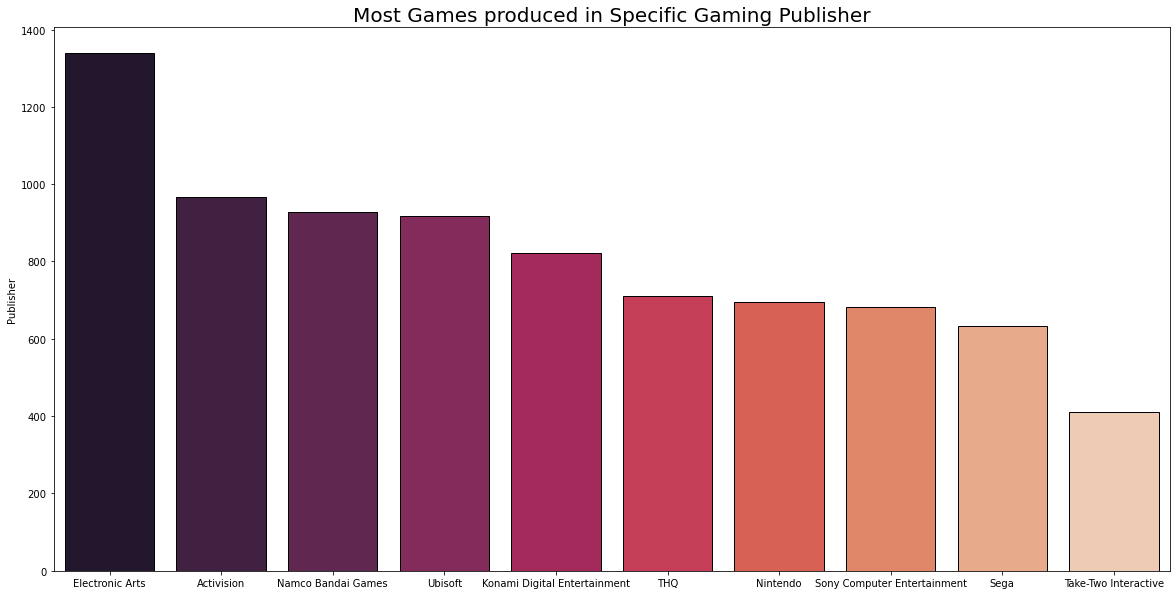 Most Games produced in Specific Gaming Publisher
1400
1200
1000
800
600
400
200
0
Publisher
Electronic Arts Activision Namco Bandai Games Ubisoft Konami Digital Entertainment THQ Nintendo Sony Computer Entertainment Sega Take-Two Interactive